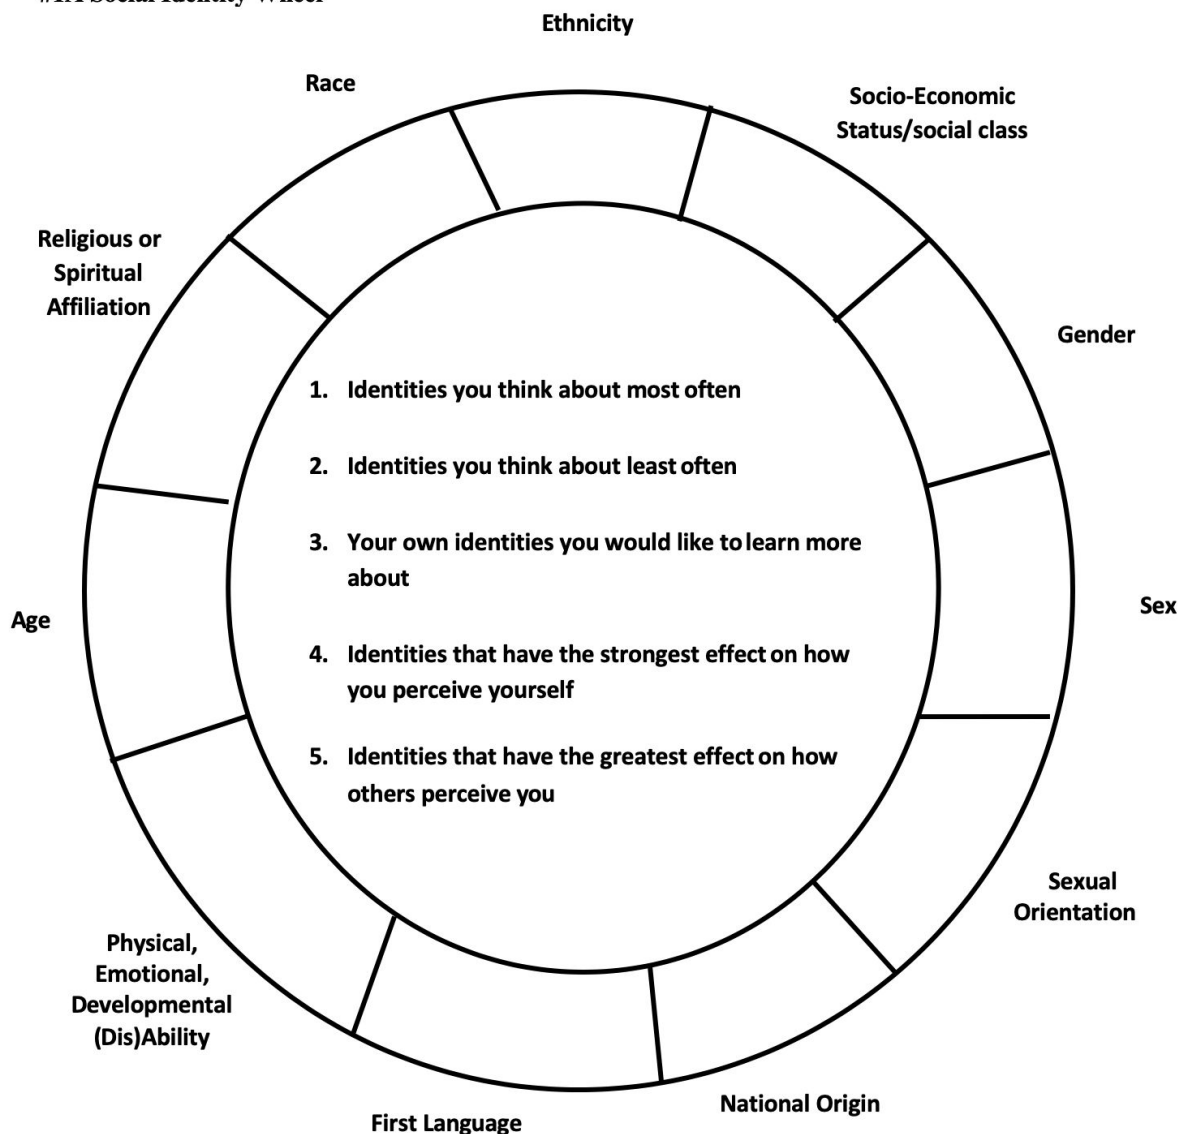 #1A Social Identity Wheel
Ethnicity
Race
Socio-Economic
Status/social class
Religious or
Spiritual
Affiliation
Gender
1. Identities you think about most often
2. Identities you think about least often
3. Your own identities you would like to learn more
about
Age
Sex
4. Identities that have the strongest effect on how
you perceive yourself
5. Identities that have the greatest effect on how
others perceive you
Sexual
Orientation
Physical,
Emotional,
Developmental
(Dis)Ability
National Origin
First Language